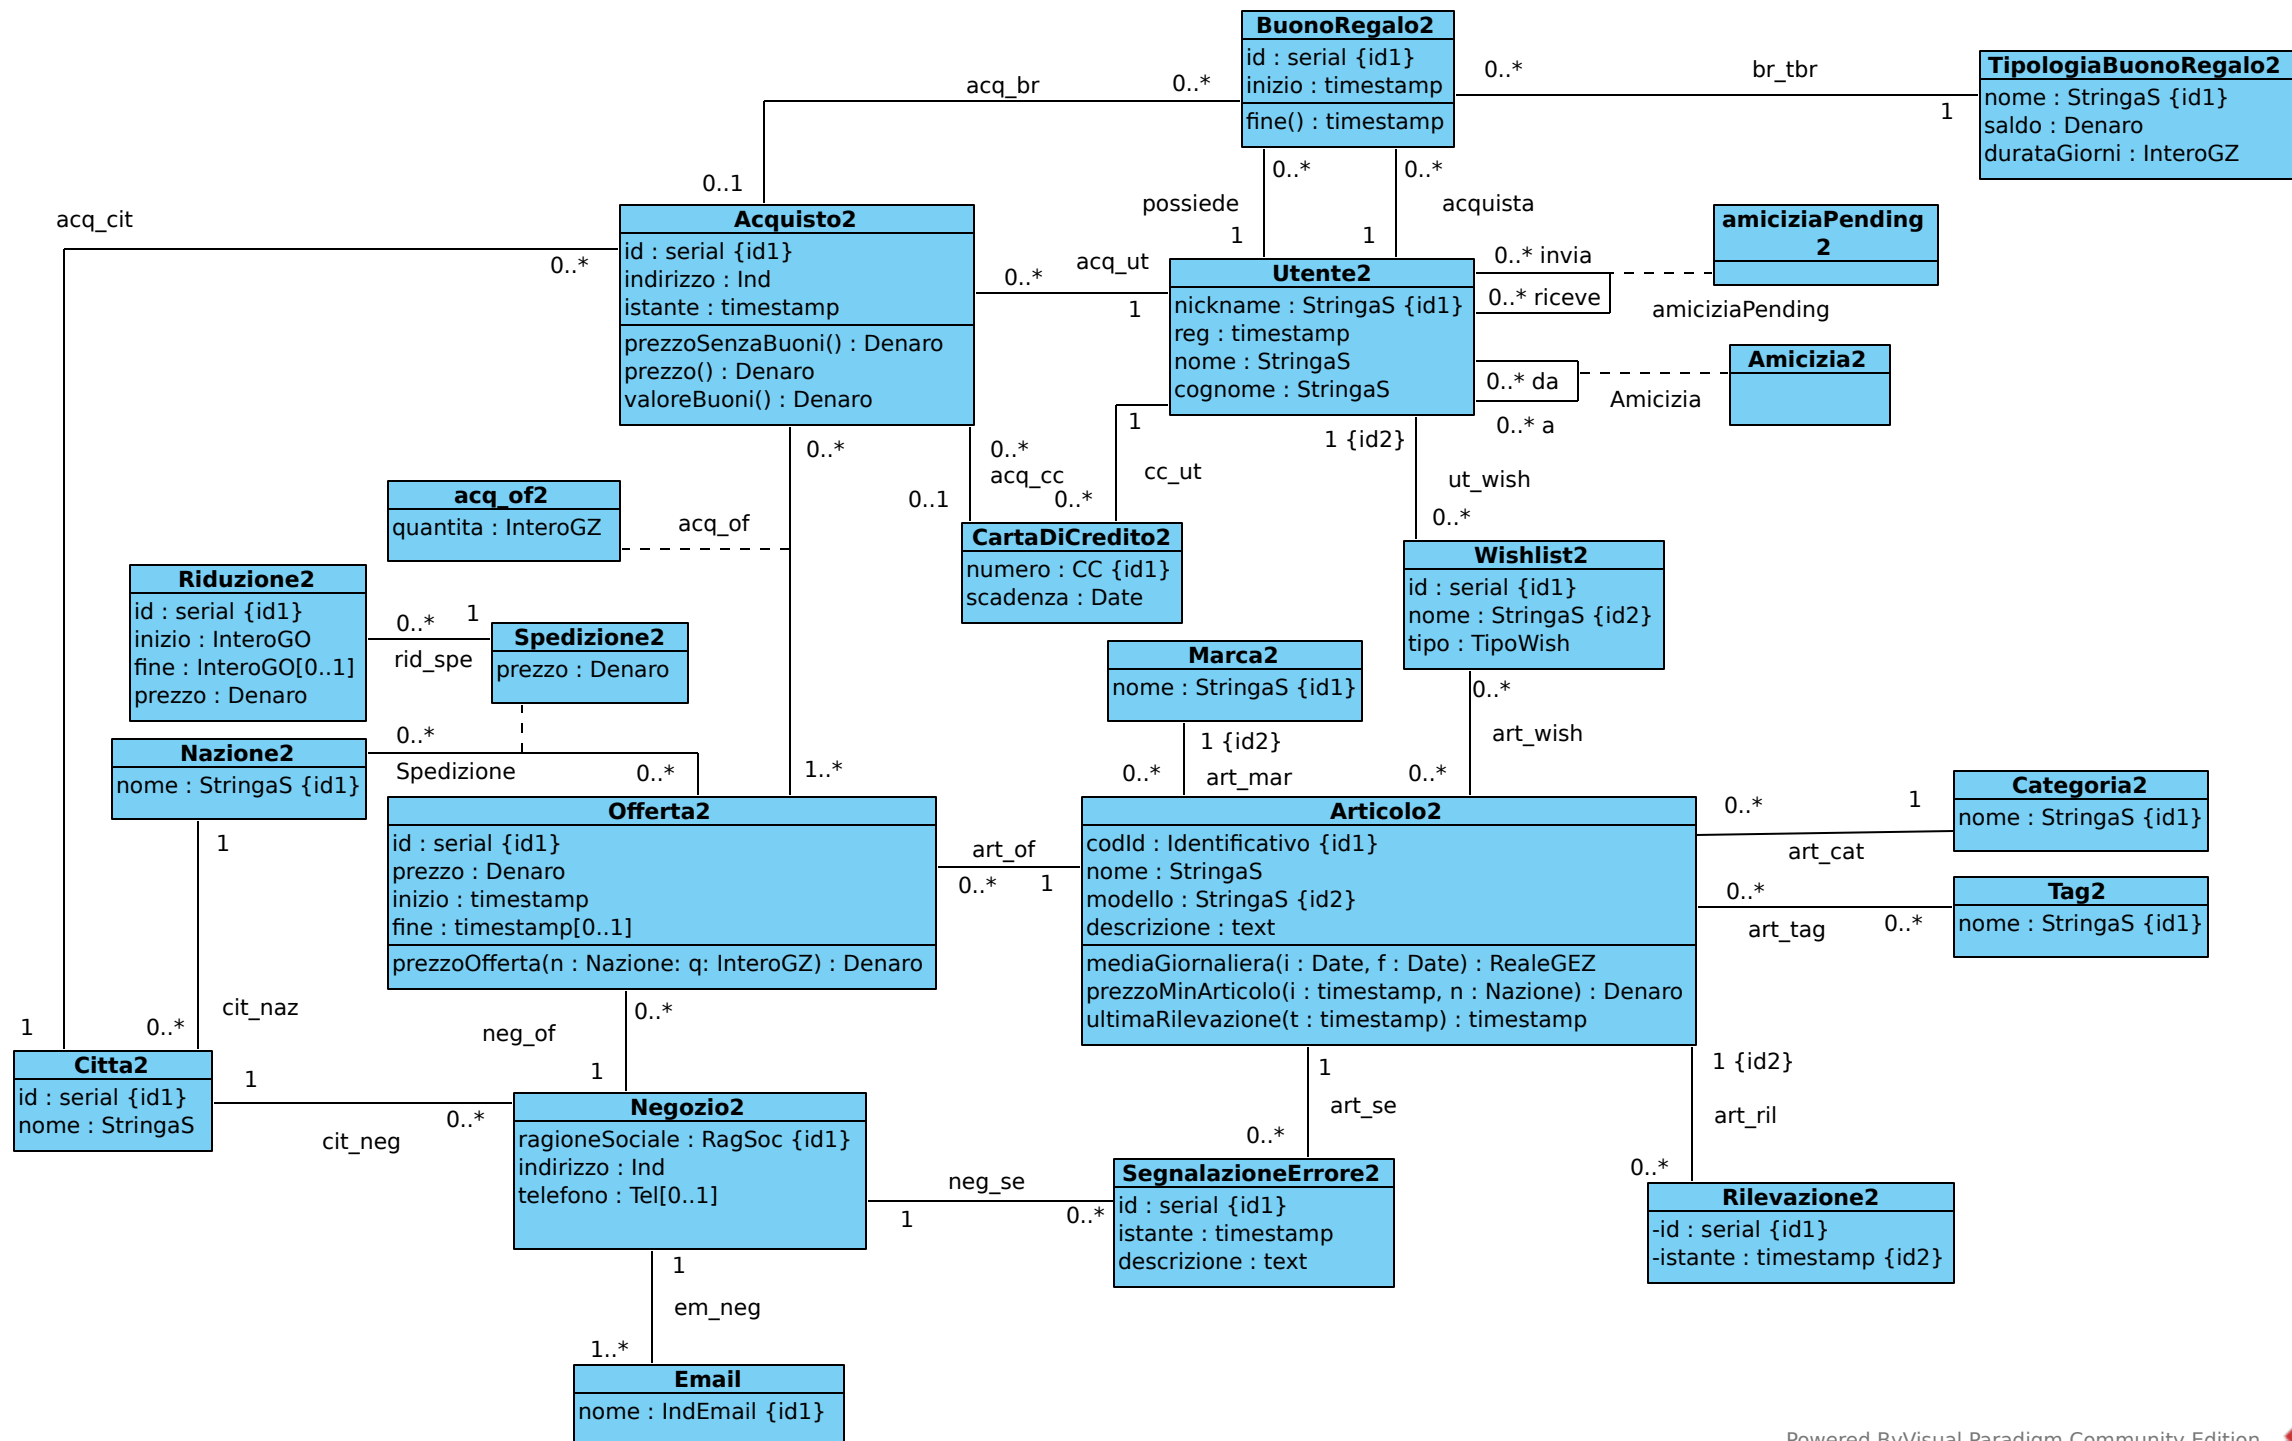 BuonoRegalo2
id : serial {id1}
inizio : timestamp
fine() : timestamp
acq_br
0..*
0..1
0..*
br_tbr
1
TipologiaBuonoRegalo2
nome : StringaS {id1}
saldo : Denaro
durataGiorni : InteroGZ
0..*
possiede
1
0..*
acquista
1
acq_cit
0..*
1
Acquisto2
id : serial {id1}
indirizzo : Ind
istante : timestamp
prezzoSenzaBuoni() : Denaro
prezzo() : Denaro
valoreBuoni() : Denaro
acq_ut
0..*
1
Utente2
nickname : StringaS {id1}
reg : timestamp
nome : StringaS
cognome : StringaS
0..* invia
0..* riceve
amiciziaPending
2
amiciziaPending
0..* da
0..* a
Amicizia
Amicizia2
0..*
acq_cc
0..1
1
cc_ut
0..*
1 {id2}
ut_wish
0..*
0..*
acq_of2
quantita : InteroGZ
acq_of
1..*
CartaDiCredito2
numero : CC {id1}
scadenza : Date
Wishlist2
id : serial {id1}
nome : StringaS {id2}
tipo : TipoWish
Riduzione2
id : serial {id1}
inizio : InteroGO
fine : InteroGO[0..1]
prezzo : Denaro
0..*
1
rid_spe
Spedizione2
prezzo : Denaro
Marca2
nome : StringaS {id1}
1 {id2}
0..*
art_mar
0..*
art_wish
0..*
Nazione2
nome : StringaS {id1}
0..*
Spedizione
0..*
1
cit_naz
0..*
Offerta2
id : serial {id1}
prezzo : Denaro
inizio : timestamp
fine : timestamp[0..1]
prezzoOfferta(n : Nazione: q: InteroGZ) : Denaro
art_of
0..*
1
Articolo2
codId : Identificativo {id1}
nome : StringaS
modello : StringaS {id2}
descrizione : text
mediaGiornaliera(i : Date, f : Date) : RealeGEZ
prezzoMinArticolo(i : timestamp, n : Nazione) : Denaro
ultimaRilevazione(t : timestamp) : timestamp
0..*
1
art_cat
Categoria2
nome : StringaS {id1}
0..*
art_tag
0..*
Tag2
nome : StringaS {id1}
0..*
neg_of
1
Citta2
id : serial {id1}
nome : StringaS
1
0..*
cit_neg
Negozio2
ragioneSociale : RagSoc {id1}
indirizzo : Ind
telefono : Tel[0..1]
neg_se
1
0..*
1
art_se
0..*
SegnalazioneErrore2
id : serial {id1}
istante : timestamp
descrizione : text
1 {id2}
art_ril
0..*
Rilevazione2
-id : serial {id1}
-istante : timestamp {id2}
1
em_neg
1..*
Email
nome : IndEmail {id1}
Powered ByVisual Paradigm Community Edition